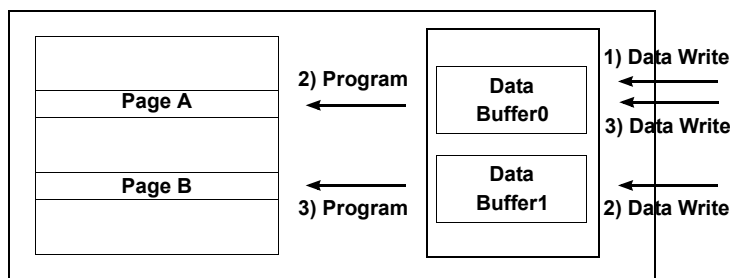 1) Data Write
2) Program
Data
Buffer0
Page A
3) Data Write
Page B
Data
Buffer1
3) Program
2) Data Write